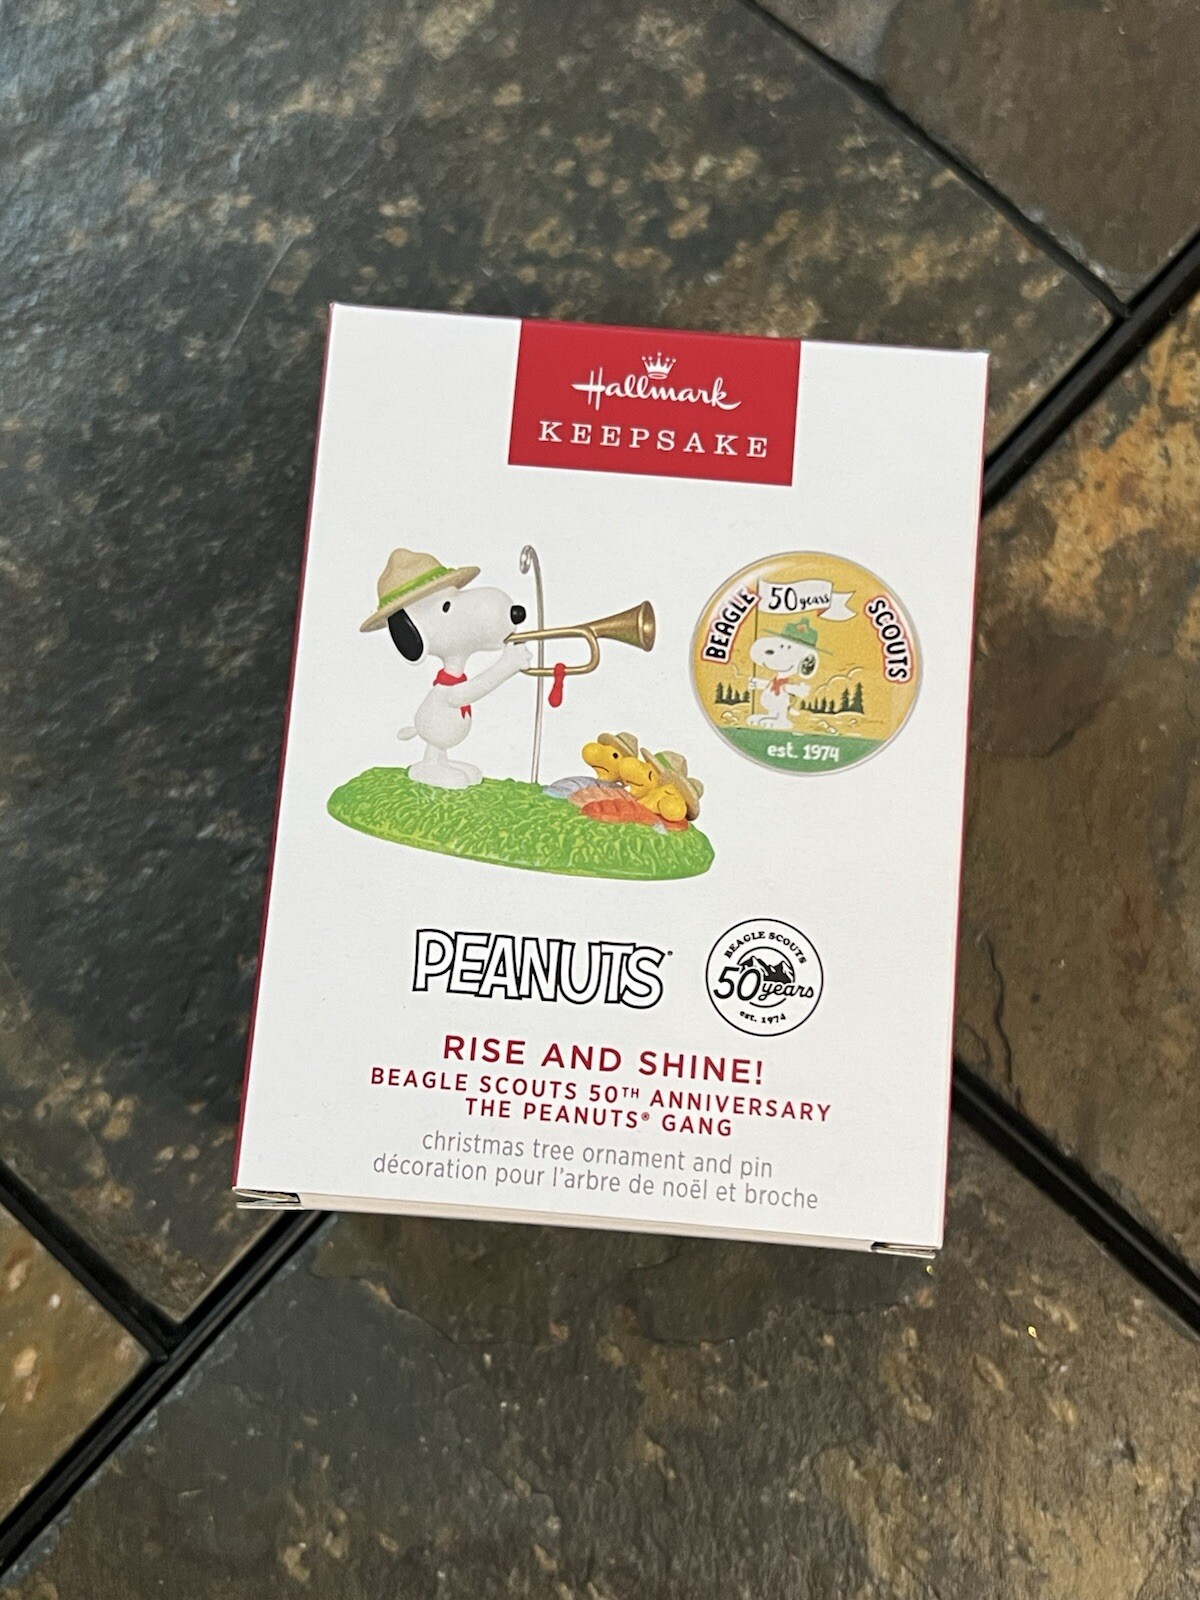 Hallmark
KEEPSAKE
BEAGLE
50 years
SCOUTS
est. 1974
PEANUTS
BEAGLE SCOUTS
50 years
est. 1974
RISE AND SHINE!
BEAGLE SCOUTS 50TH ANNIVERSARY
THE PEANUTS® GANG
christmas tree ornament and pin
décoration pour l'arbre de noël et broche